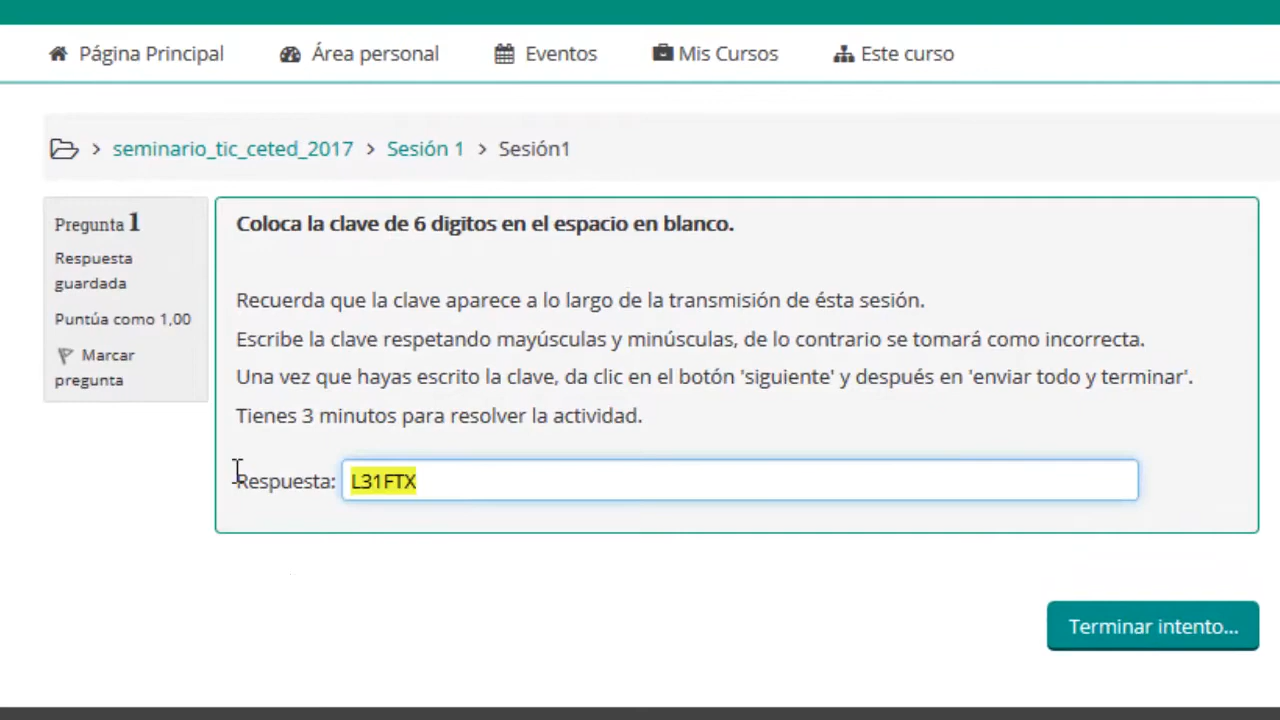 Página Principal Área personal Eventos Mis Cursos Este curso
> seminario_tic_ceted_2017 > Sesión 1 > Sesión1
Pregunta 1
Respuesta
guardada
Puntúa como 1,00
Marcar
pregunta
Coloca la clave de 6 digitos en el espacio en blanco.
Recuerda que la clave aparece a lo largo de la transmisión de ésta sesión.
Escribe la clave respetando mayúsculas y minúsculas, de lo contrario se tomará como incorrecta.
Una vez que hayas escrito la clave, da clic en el botón 'siguiente' y después en 'enviar todo y terminar'.
Tienes 3 minutos para resolver la actividad.
Respuesta: L31FTX
Terminar intento...